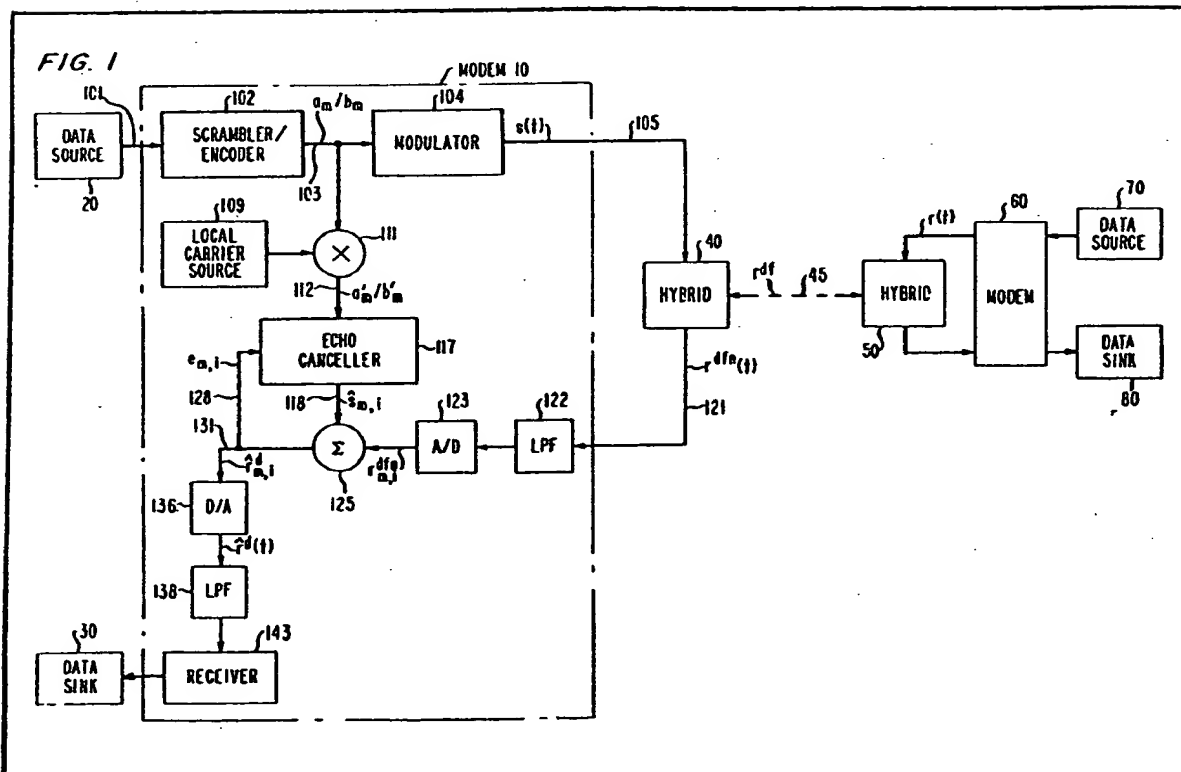 FIG. 1
MODEM 10
101
102
a_m/b_m
104
DATA SOURCE
20
SCRAMBLER/ENCODER
103
MODULATOR
s(t)
105
109
LOCAL CARRIER SOURCE
111
×
112
a'_m/b'_m
40
HYBRID
r^df
45
r(t)
60
70
DATA SOURCE
HYBRID
50
MODEM
DATA SINK
80
ECHO CANCELLER
117
e_m,i
128
118
ŝ_m,i
r^dfe(t)
121
131
Σ
125
123
A/D
122
LPF
r^dfe_m,i
r̂^d_m,i
136
D/A
r̂^d(t)
138
LPF
30
DATA SINK
143
RECEIVER